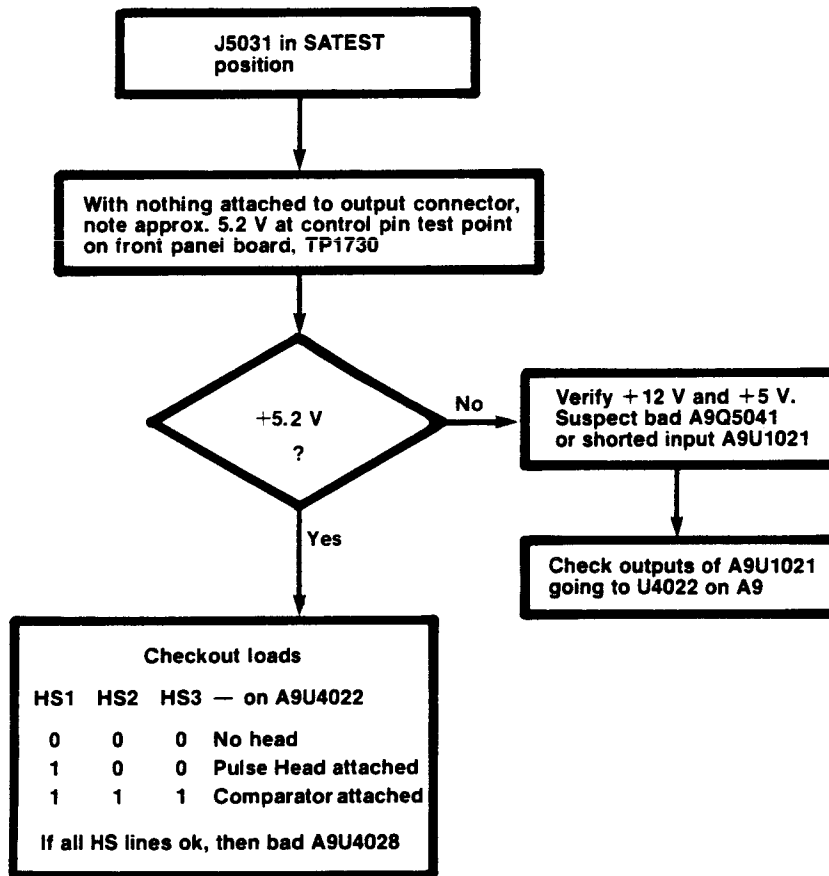 J5031 in SATEST
position
With nothing attached to output connector,
note approx. 5.2 V at control pin test point
on front panel board, TP1730
+5.2 V
?
No
Verify +12 V and +5 V.
Suspect bad A9Q5041
or shorted input A9U1021
Check outputs of A9U1021
going to U4022 on A9
Yes
Checkout loads
HS1 HS2 HS3 — on A9U4022
0 0 0 No head
1 0 0 Pulse Head attached
1 1 1 Comparator attached
If all HS lines ok, then bad A9U4028